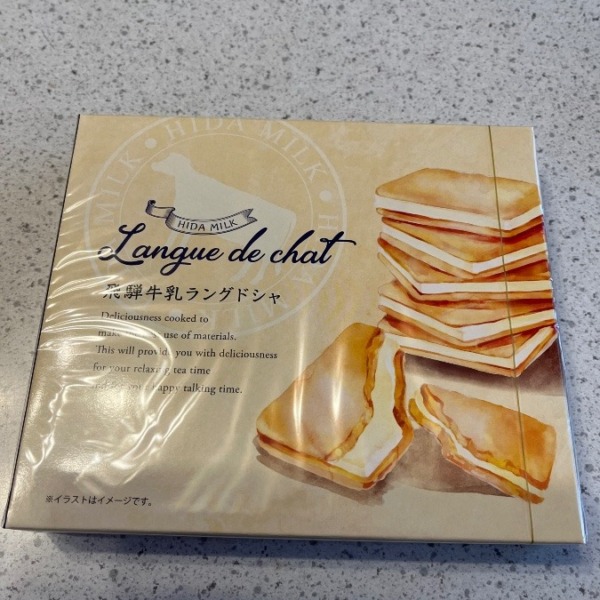 HIDA MILK
MILK
HIDA MILK
Langue de chat
飛騨牛乳ラングドシャ
Deliciousness cooked to
make use of materials.
This will provide you with deliciousness
for your relaxing tea time
happy talking time.
※イラストはイメージです。